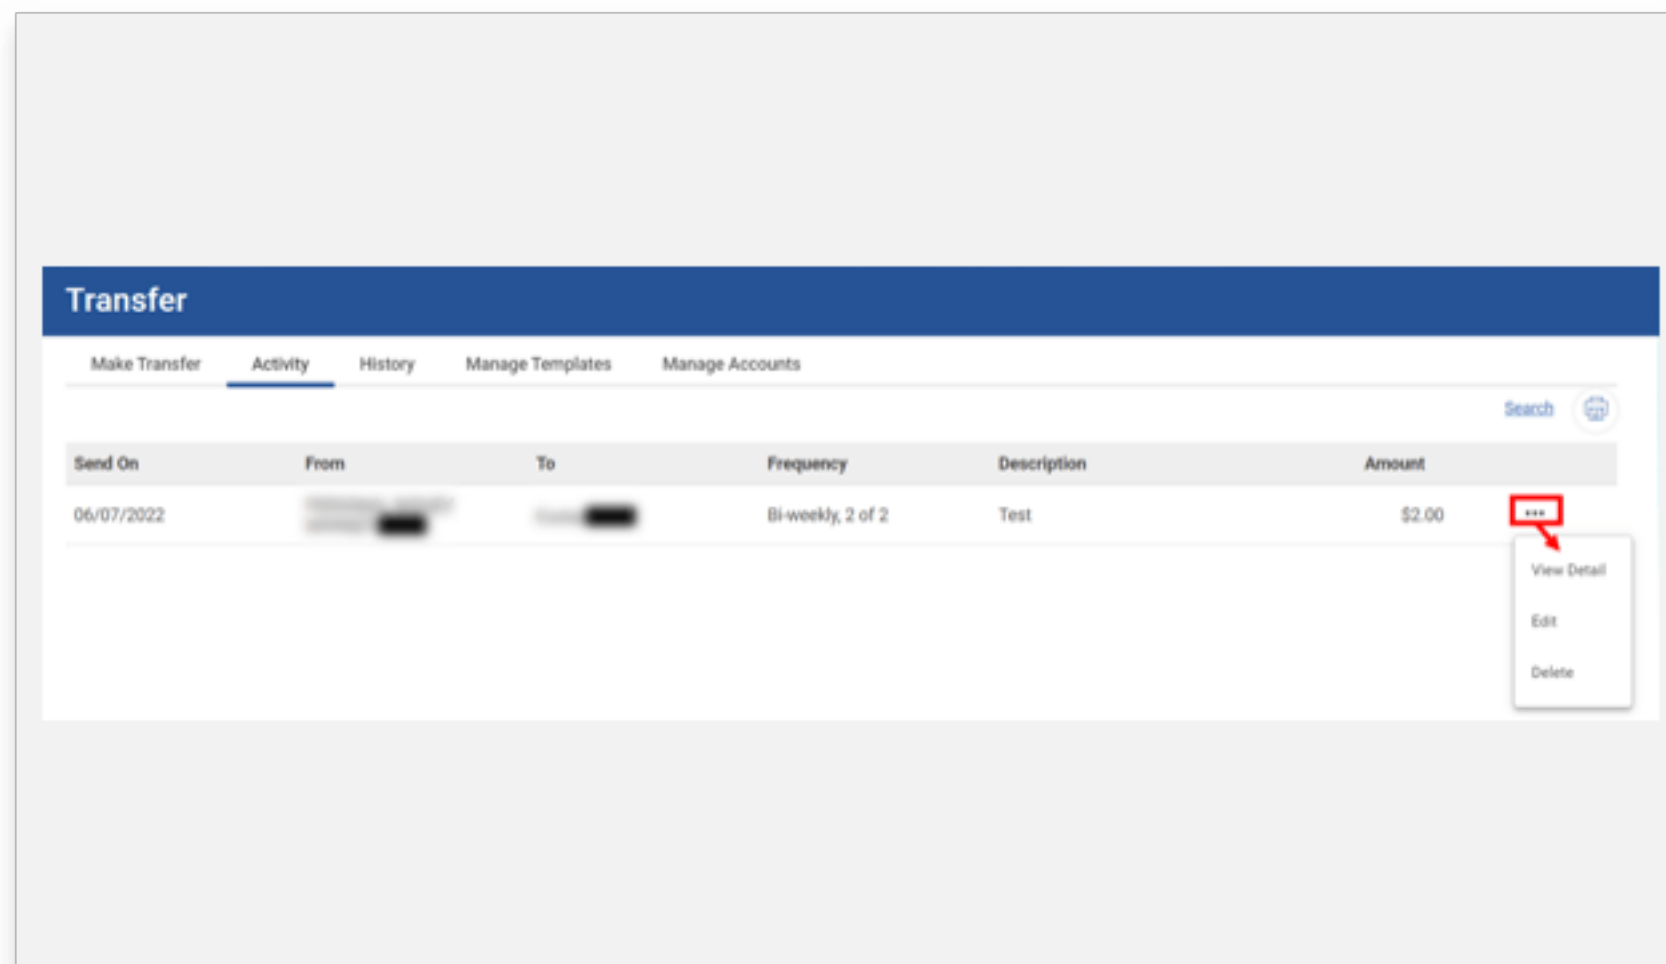 Transfer
Make Transfer Activity History Manage Templates Manage Accounts
Search
Send On From To Frequency Description Amount
06/07/2022 Bi-weekly, 2 of 2 Test $2.00
View Detail
Edit
Delete